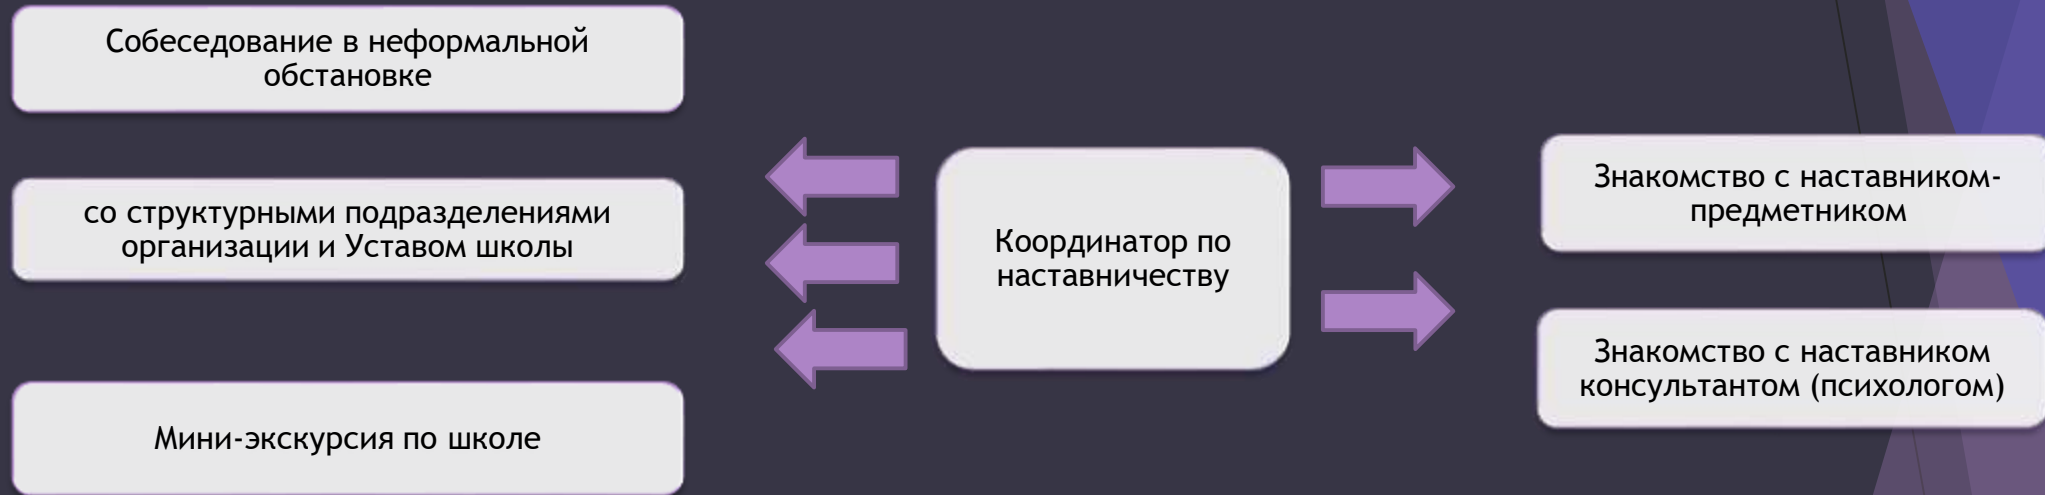 Собеседование в неформальной
обстановке
со структурными подразделениями
организации и Уставом школы
Мини-экскурсия по школе
Координатор по
наставничеству
Знакомство с наставником-
предметником
Знакомство с наставником
консультантом (психологом)